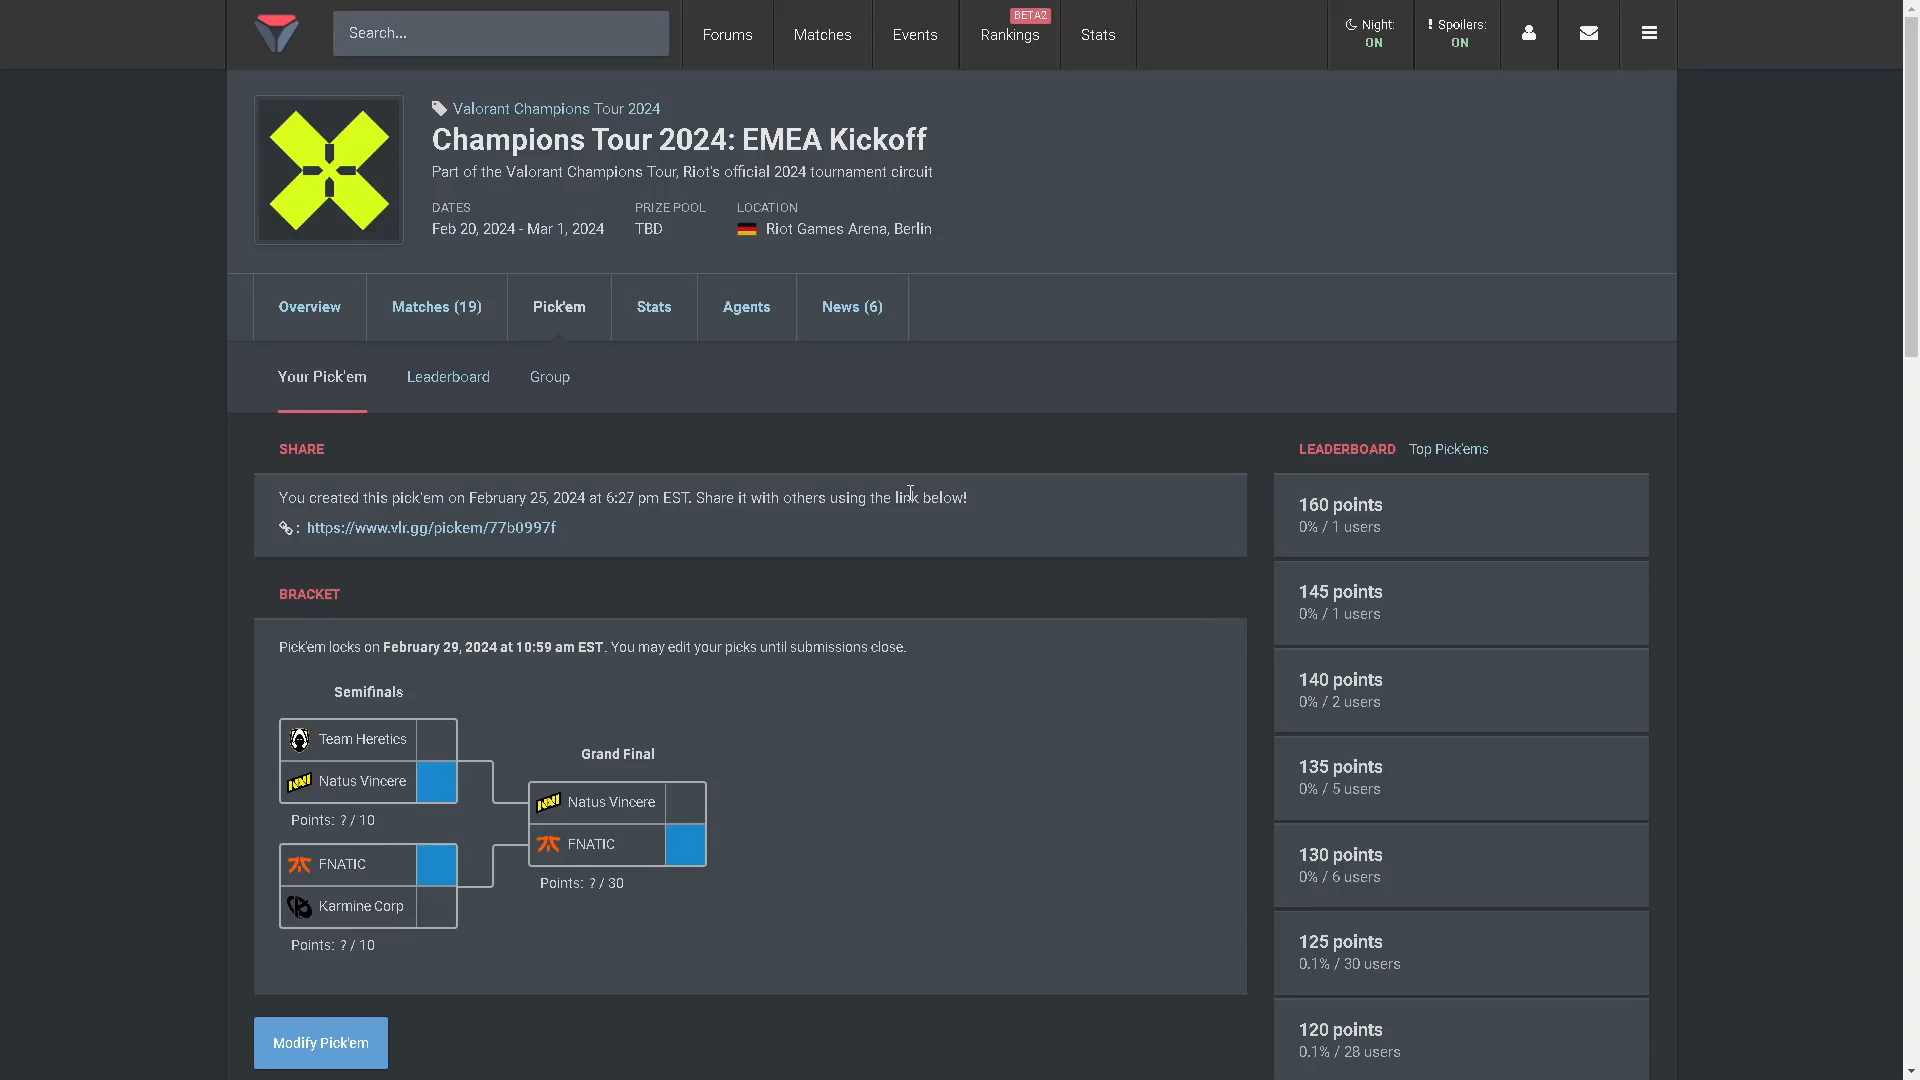 Search...
Forums
Matches
Events
BETA2
Rankings
Stats
Night:
ON
! Spoilers:
ON
Valorant Champions Tour 2024
Champions Tour 2024: EMEA Kickoff
Part of the Valorant Champions Tour, Riot's official 2024 tournament circuit
DATES
Feb 20, 2024 - Mar 1, 2024
PRIZE POOL
TBD
LOCATION
Riot Games Arena, Berlin
Overview
Matches (19)
Pick'em
Stats
Agents
News (6)
Your Pick'em
Leaderboard
Group
SHARE
You created this pick'em on February 25, 2024 at 6:27 pm EST. Share it with others using the link below!
: https://www.vlr.gg/pickem/77b0997f
BRACKET
Pick'em locks on February 29, 2024 at 10:59 am EST. You may edit your picks until submissions close.
Semifinals
Team Heretics
Natus Vincere
Points: ? / 10
FNATIC
Karmine Corp
Points: ? / 10
Grand Final
Natus Vincere
FNATIC
Points: ? / 30
Modify Pick'em
LEADERBOARD Top Pick'ems
160 points
0% / 1 users
145 points
0% / 1 users
140 points
0% / 2 users
135 points
0% / 5 users
130 points
0% / 6 users
125 points
0.1% / 30 users
120 points
0.1% / 28 users